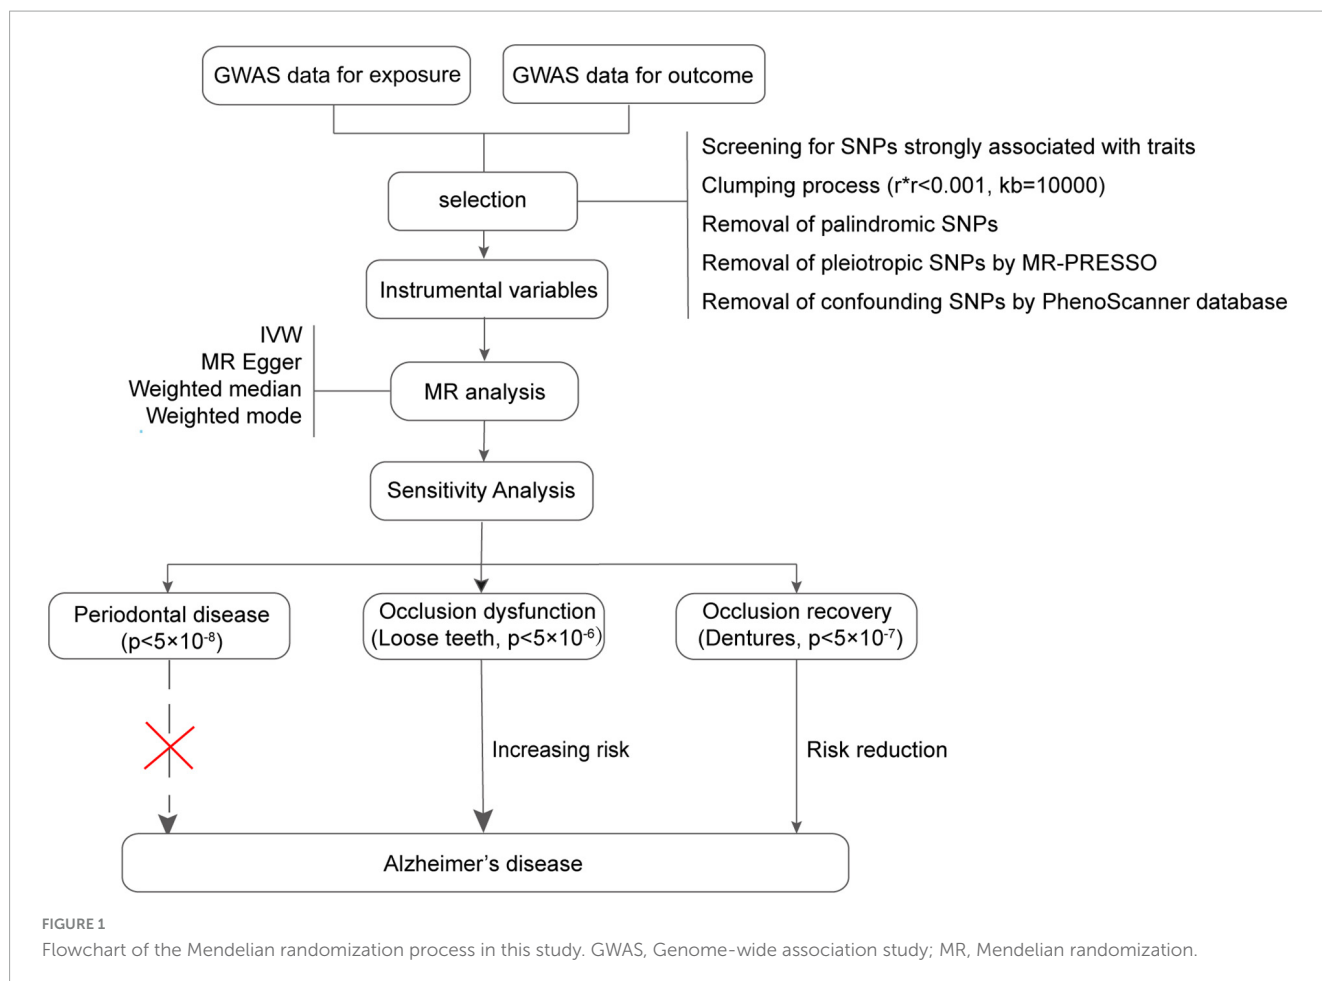 GWAS data for exposure
GWAS data for outcome
Screening for SNPs strongly associated with traits
Clumping process (r*r<0.001, kb=10000)
Removal of palindromic SNPs
Removal of pleiotropic SNPs by MR-PRESSO
Removal of confounding SNPs by PhenoScanner database
selection
Instrumental variables
IVW
MR Egger
Weighted median
Weighted mode
MR analysis
Sensitivity Analysis
Periodontal disease
(p<5×10⁻⁸)
Occlusion dysfunction
(Loose teeth, p<5×10⁻⁶)
Occlusion recovery
(Dentures, p<5×10⁻⁷)
Increasing risk
Risk reduction
Alzheimer’s disease
FIGURE 1
Flowchart of the Mendelian randomization process in this study. GWAS, Genome-wide association study; MR, Mendelian randomization.